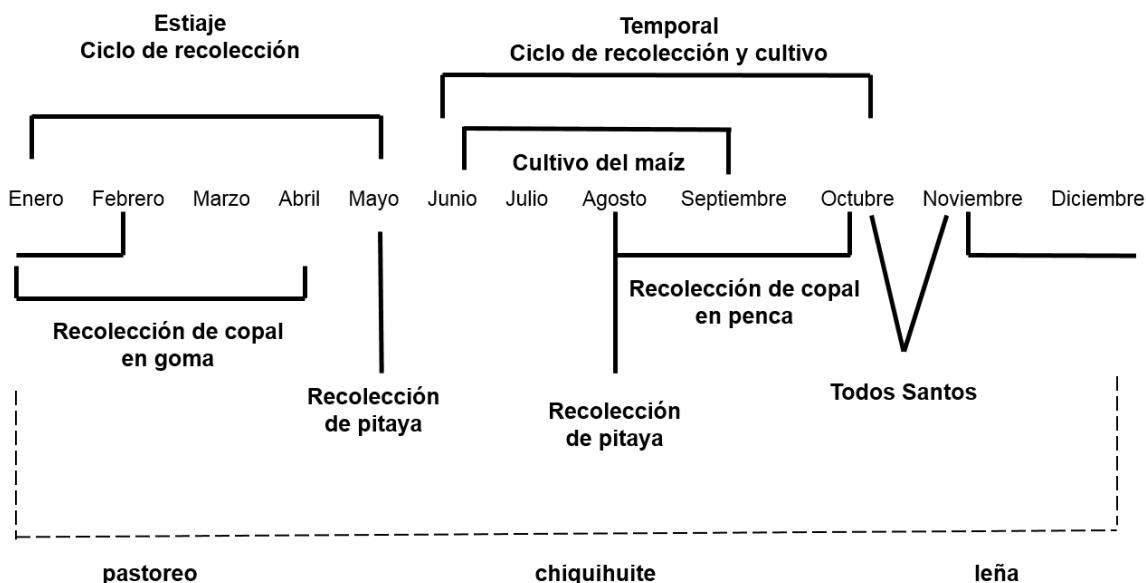 Estiaje
Ciclo de recolección
Temporal
Ciclo de recolección y cultivo
Cultivo del maíz
Enero Febrero Marzo Abril Mayo Junio Julio Agosto Septiembre Octubre Noviembre Diciembre
Recolección de copal
en goma
Recolección de copal
en penca
Recolección
de pitaya
Recolección
de pitaya
Todos Santos
pastoreo chiquihuite leña